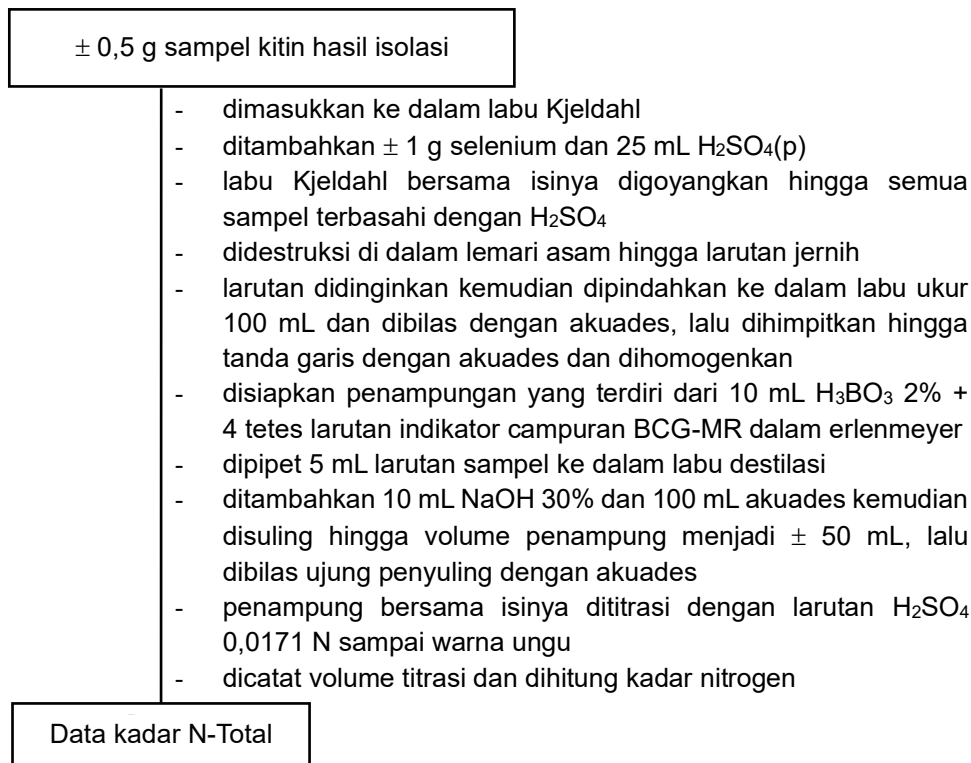 ± 0,5 g sampel kitin hasil isolasi
- dimasukkan ke dalam labu Kjeldahl
- ditambahkan ± 1 g selenium dan 25 mL H₂SO₄(p)
- labu Kjeldahl bersama isinya digoyangkan hingga semua
sampel terbasahi dengan H₂SO₄
- didestruksi di dalam lemari asam hingga larutan jernih
- larutan didinginkan kemudian dipindahkan ke dalam labu ukur
100 mL dan dibilas dengan akuades, lalu dihimpitkan hingga
tanda garis dengan akuades dan dihomogenkan
- disiapkan penampungan yang terdiri dari 10 mL H₃BO₃ 2% +
4 tetes larutan indikator campuran BCG-MR dalam erlenmeyer
- dipipet 5 mL larutan sampel ke dalam labu destilasi
- ditambahkan 10 mL NaOH 30% dan 100 mL akuades kemudian
disuling hingga volume penampung menjadi ± 50 mL, lalu
dibilas ujung penyuling dengan akuades
- penampung bersama isinya dititrasi dengan larutan H₂SO₄
0,0171 N sampai warna ungu
- dicatat volume titrasi dan dihitung kadar nitrogen
Data kadar N-Total